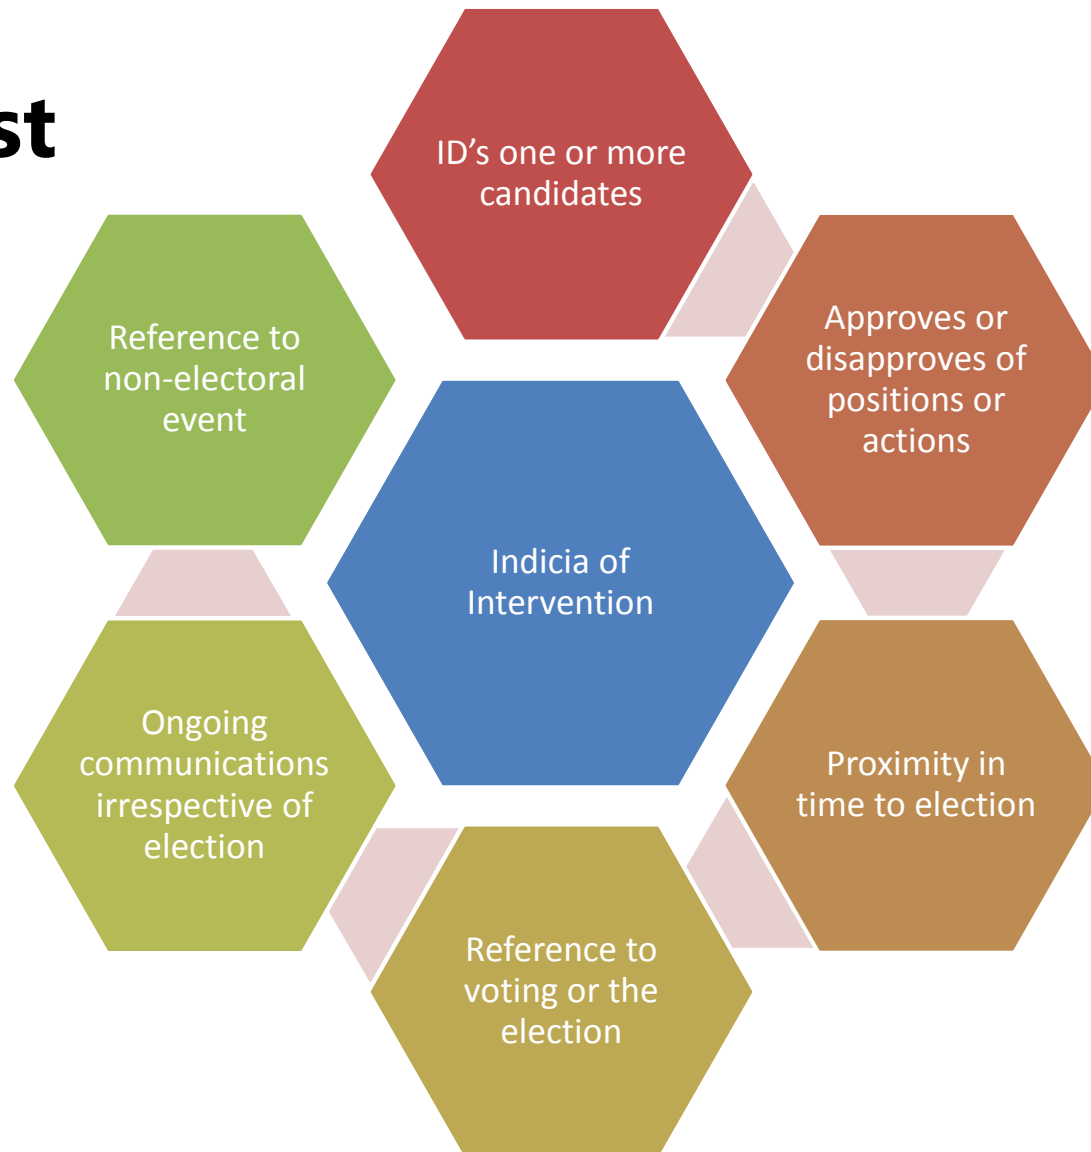 st
ID’s one or more
candidates
Approves or
disapproves of
positions or
actions
Proximity in
time to election
Reference to
voting or the
election
Ongoing
communications
irrespective of
election
Reference to
non-electoral
event
Indicia of
Intervention